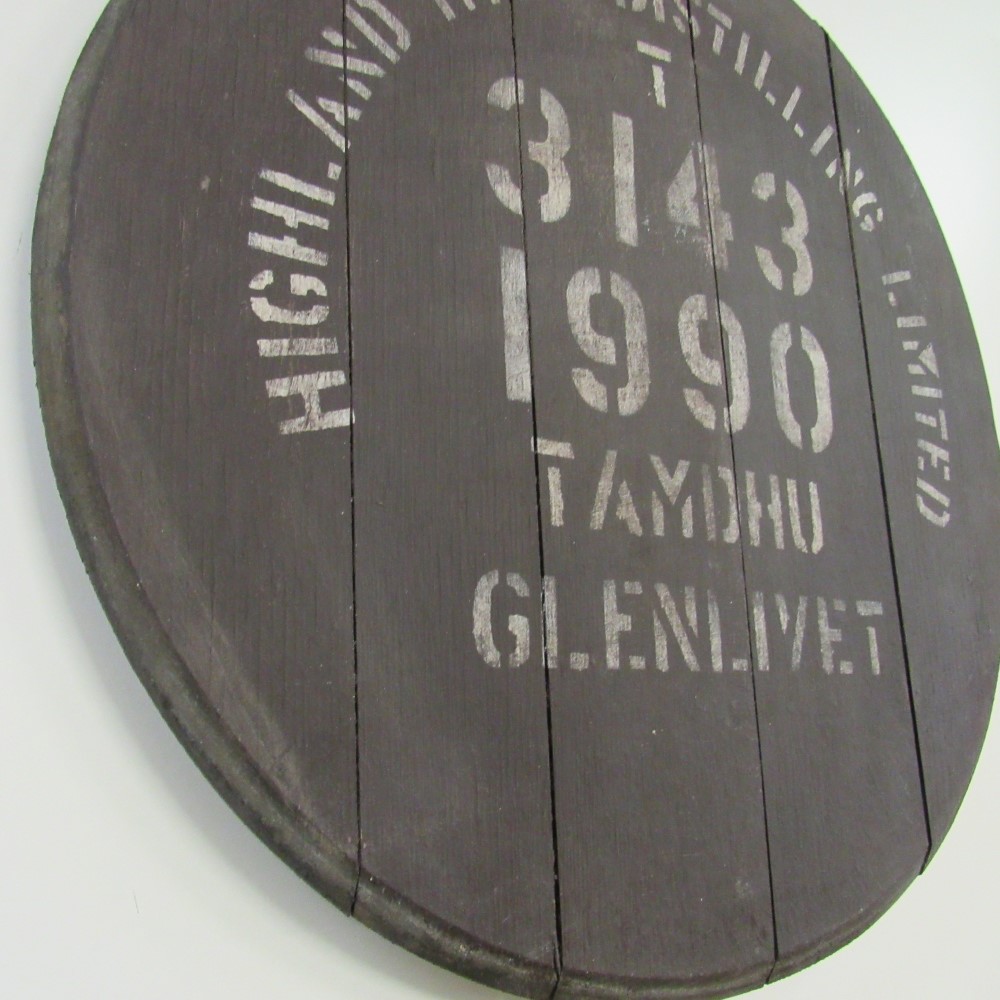 HIGHLAND DISTILLING LIMITED
T
3143
1990
TAMDHU
GLENLIVET